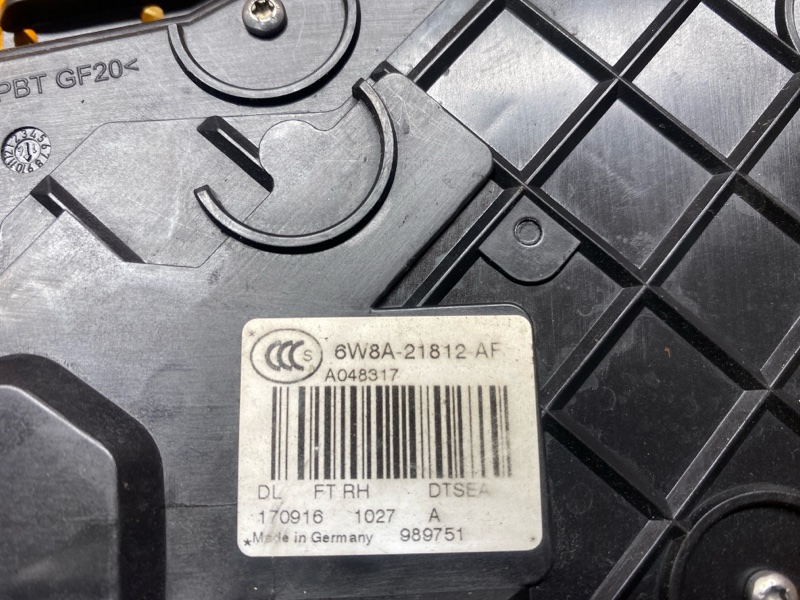 PBT GF20<
CCC S
6W8A-21812-AF
A048317
DL FT RH DTSEA
170916 1027 A
*Made in Germany 989751 *